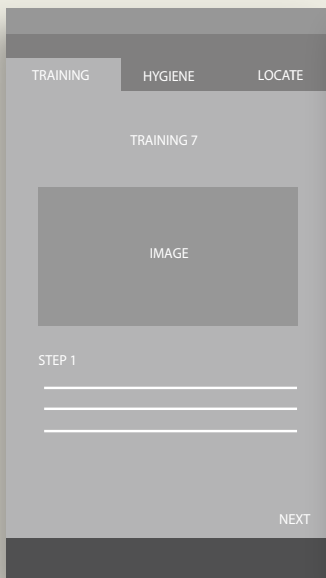 TRAINING HYGIENE LOCATE
TRAINING 7
IMAGE
STEP 1
NEXT